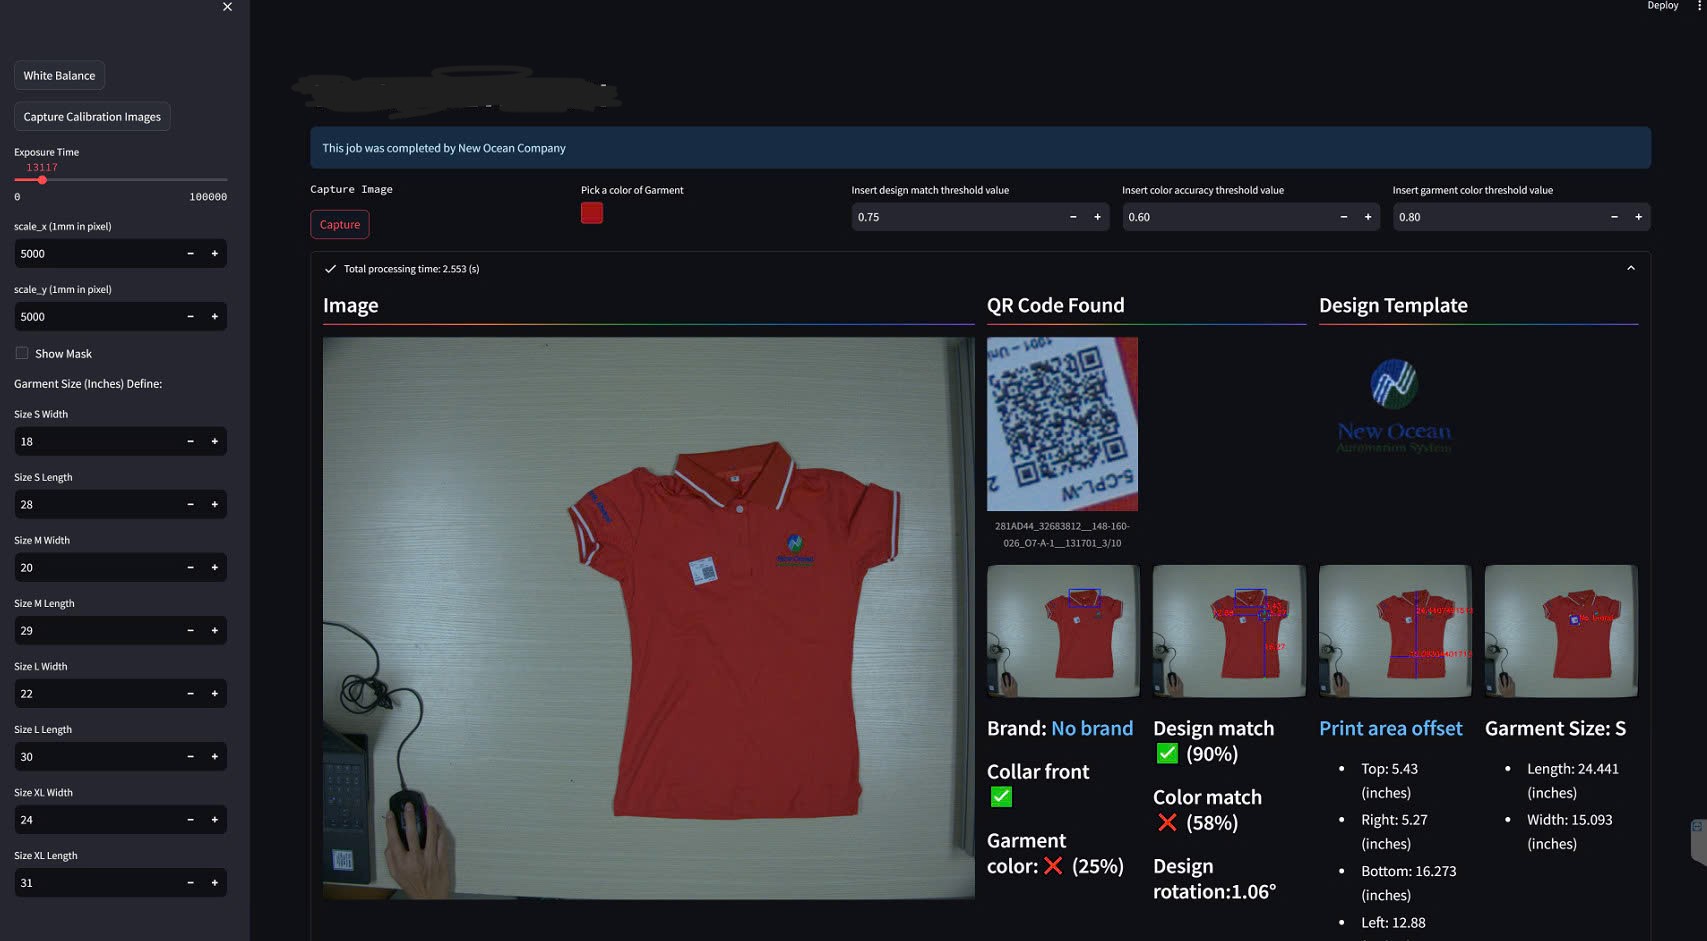 Deploy
White Balance
Capture Calibration Images
Exposure Time
13117
0 100000
scale_x (1mm in pixel)
5000
scale_y (1mm in pixel)
5000
Show Mask
Garment Size (Inches) Define:
Size S Width
18
Size S Length
28
Size M Width
20
Size M Length
29
Size L Width
22
Size L Length
30
Size XL Width
24
Size XL Length
31
This job was completed by New Ocean Company
Capture Image
Capture
Pick a color of Garment
Insert design match threshold value
0.75
Insert color accuracy threshold value
0.60
Insert garment color threshold value
0.80
Total processing time: 2.553 (s)
Image
QR Code Found
5-CPL-W
281AD44_32683812__148-160-
026_O7-A-1__131701_3/10
Design Template
New Ocean
Automation System
Brand: No brand
Collar front
Garment
color: ❌ (25%)
Design match
✅ (90%)
Color match
❌ (58%)
Design
rotation:1.06°
Print area offset
Top: 5.43
(inches)
Right: 5.27
(inches)
Bottom: 16.273
(inches)
Left: 12.88
Garment Size: S
Length: 24.441
(inches)
Width: 15.093
(inches)